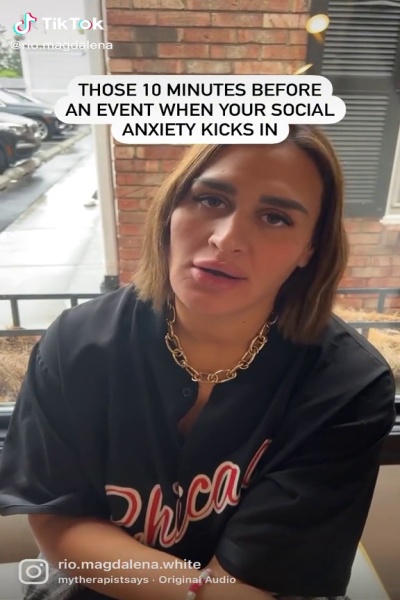 TikTok
@rio.magdalena
THOSE 10 MINUTES BEFORE
AN EVENT WHEN YOUR SOCIAL
ANXIETY KICKS IN
Chicag
rio.magdalena.white
mytherapistsays · Original Audio